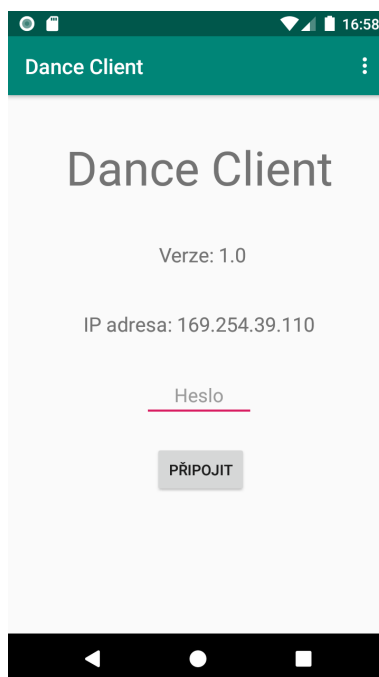 16:58
Dance Client
Dance Client
Verze: 1.0
IP adresa: 169.254.39.110
Heslo
PŘIPOJIT